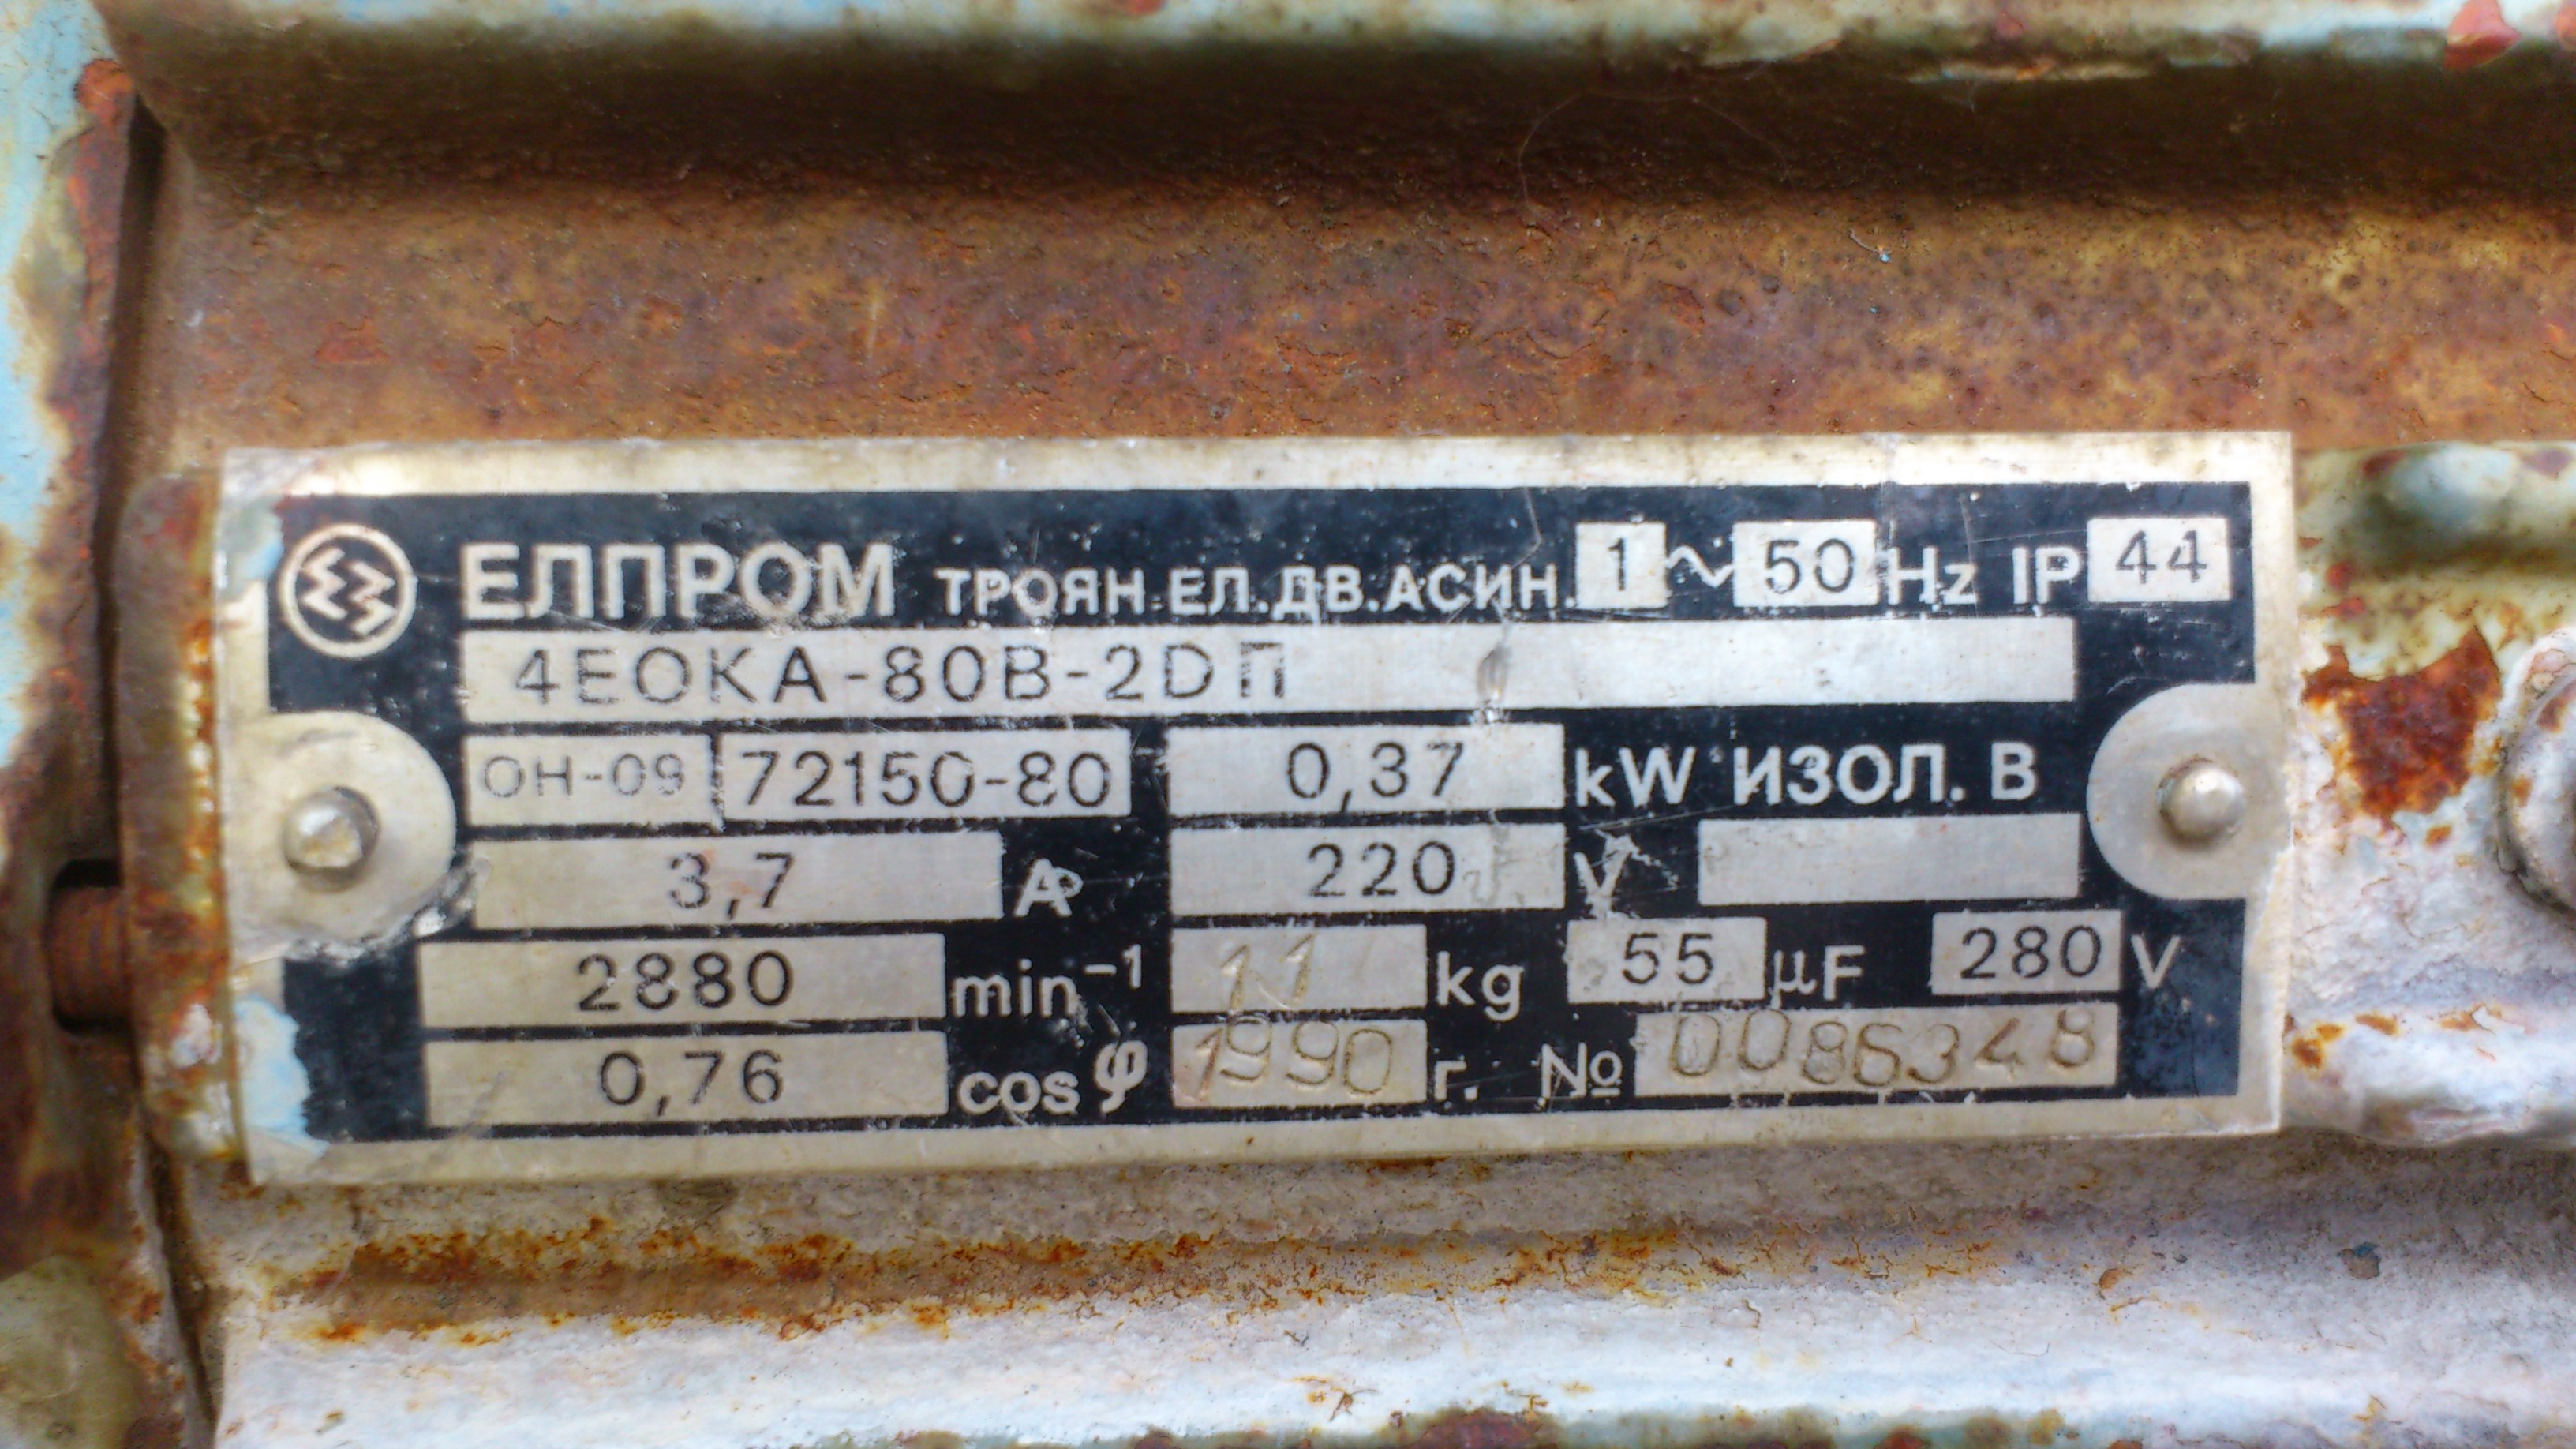 ЕЛПРОМ ТРОЯН ЕЛ.ДВ.АСИН. 1~50 Hz IP 44
4ЕОКА-80В-2DП
ОН-09 72150-80 0,37 kW ИЗОЛ. В
3,7 A 220 V
2880 min⁻¹ 11 kg 55 µF 280 V
0,76 cos φ 1990 г. № 0086348